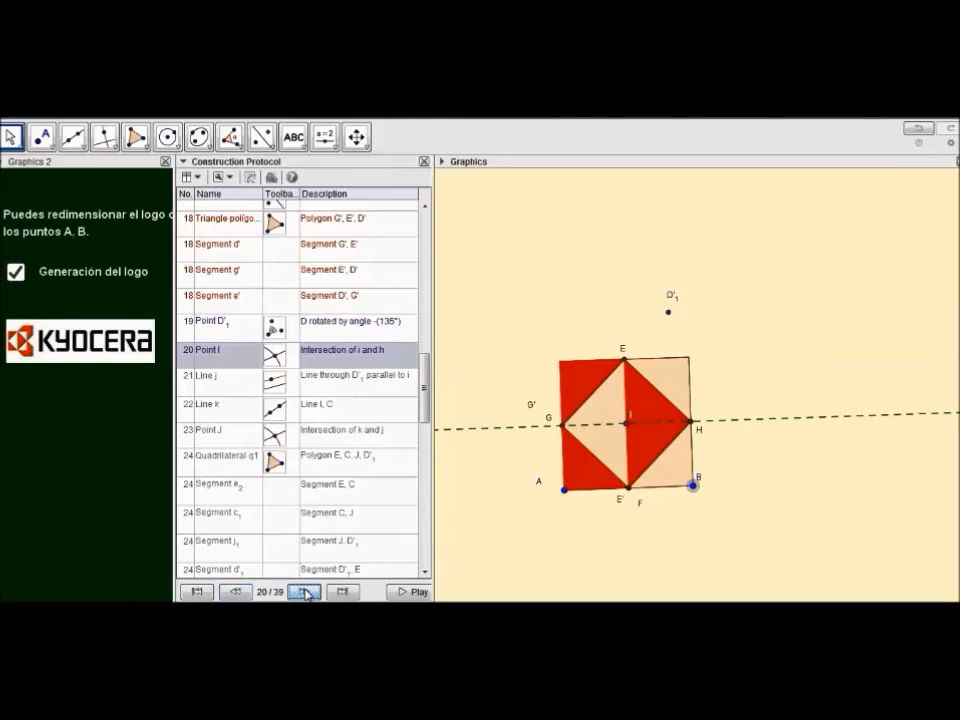 ABC
a=2
Graphics 2
Construction Protocol
Graphics
No.
Name
Toolba...
Description
Puedes redimensionar el logo
los puntos A, B.
Generación del logo
KYOCERA
18 Triangle polígo... Polygon G', E', D'
18 Segment d' Segment G', E'
18 Segment g' Segment E', D'
18 Segment e' Segment D', G'
19 Point D'₁ D rotated by angle -(135°)
20 Point I Intersection of i and h
21 Line j Line through D'₁ parallel to i
22 Line k Line I, C
23 Point J Intersection of k and j
24 Quadrilateral q1 Polygon E, C, J, D'₁
24 Segment e₂ Segment E, C
24 Segment c₁ Segment C, J
24 Segment j₁ Segment J, D'₁
24 Segment d'₁ Segment D'₁, E
20 / 39
Play
D'₁
E
G'
G
I
H
A
B
E'
F